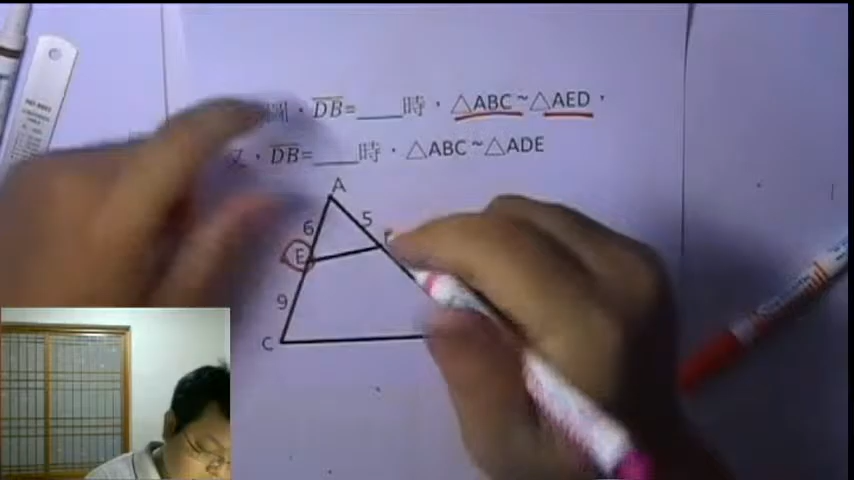 圖，DB=____時，△ABC~△AED，
又，DB=____時，△ABC~△ADE
A
6
5
E
9
C